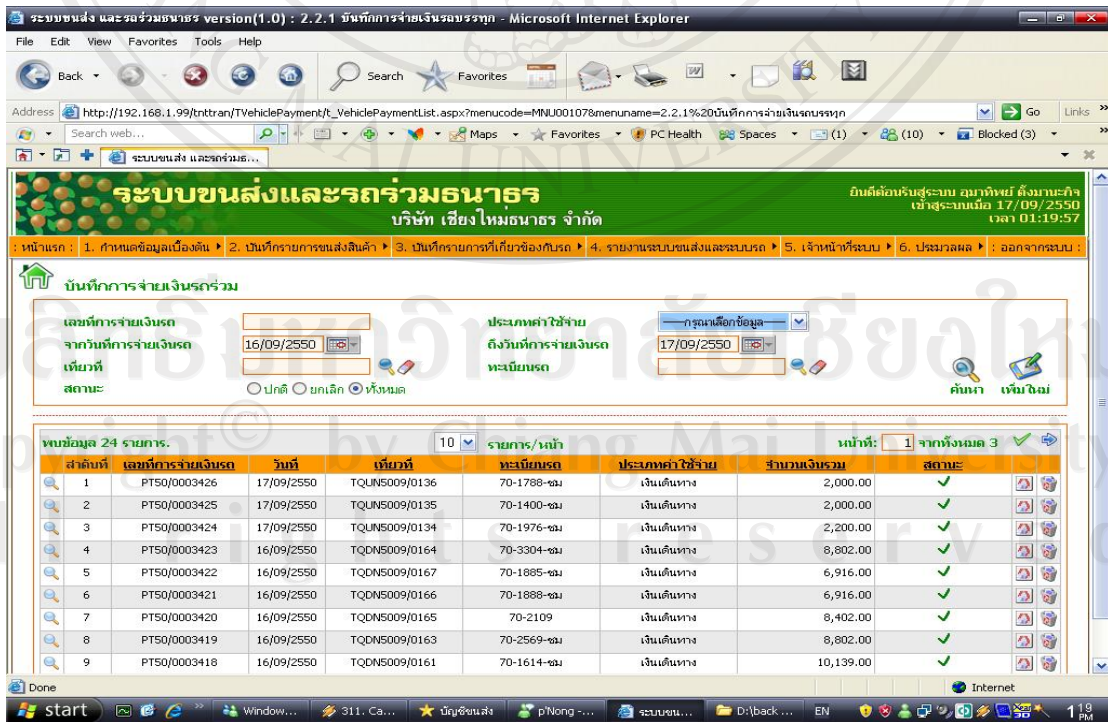 ระบบขนส่ง และรถร่วมธนาธร version(1.0) : 2.2.1 บันทึกการจ่ายเงินรถบรรทุก - Microsoft Internet Explorer
File Edit View Favorites Tools Help
Back Search Favorites
Address http://192.168.1.99/tnttran/TVehiclePayment/t_VehiclePaymentList.aspx?menucode=MNU00107&menuname=2.2.1%20บันทึกการจ่ายเงินรถบรรทุก Go Links
Search web... Maps Favorites PC Health Spaces (1) (10) Blocked (3)
ระบบขนส่ง และรถร่วมธ...
ระบบขนส่งและรถร่วมธนาธร
บริษัท เชียงใหม่ธนาธร จำกัด
ยินดีต้อนรับสู่ระบบ อุมาทิพย์ ตั้งมานะกิจ
เข้าสู่ระบบเมื่อ 17/09/2550
เวลา 01:19:57
: หน้าแรก : 1. กำหนดข้อมูลเบื้องต้น 2. บันทึกรายการขนส่งสินค้า 3. บันทึกรายการที่เกี่ยวข้องกับรถ 4. รายงานระบบขนส่งและระบบรถ 5. เจ้าหน้าที่ระบบ 6. ประมวลผล : ออกจากระบบ :
บันทึกการจ่ายเงินรถร่วม
เลขที่การจ่ายเงินรถ ประเภทค่าใช้จ่าย -----กรุณาเลือกข้อมูล-----
จากวันที่การจ่ายเงินรถ 16/09/2550 ถึงวันที่การจ่ายเงินรถ 17/09/2550
เที่ยวที่ ทะเบียนรถ
สถานะ ปกติ ยกเลิก ทั้งหมด ค้นหา เพิ่มใหม่
พบข้อมูล 24 รายการ. 10 รายการ/หน้า หน้าที่: 1 จากทั้งหมด 3
ลำดับที่ เลขที่การจ่ายเงินรถ วันที่ เที่ยวที่ ทะเบียนรถ ประเภทค่าใช้จ่าย จำนวนเงินรวม สถานะ
1 PT50/0003426 17/09/2550 TQUN5009/0136 70-1788-ชม เงินเดินทาง 2,000.00
2 PT50/0003425 17/09/2550 TQUN5009/0135 70-1400-ชม เงินเดินทาง 2,000.00
3 PT50/0003424 17/09/2550 TQUN5009/0134 70-1976-ชม เงินเดินทาง 2,200.00
4 PT50/0003423 16/09/2550 TQDN5009/0164 70-3304-ชม เงินเดินทาง 8,802.00
5 PT50/0003422 16/09/2550 TQDN5009/0167 70-1885-ชม เงินเดินทาง 6,916.00
6 PT50/0003421 16/09/2550 TQDN5009/0166 70-1888-ชม เงินเดินทาง 6,916.00
7 PT50/0003420 16/09/2550 TQDN5009/0165 70-2109 เงินเดินทาง 8,402.00
8 PT50/0003419 16/09/2550 TQDN5009/0163 70-2569-ชม เงินเดินทาง 8,802.00
9 PT50/0003418 16/09/2550 TQDN5009/0161 70-1614-ชม เงินเดินทาง 10,139.00
Done Internet
start Window... 311. Ca... บัญชีขนส่ง p'Nong -... ระบบขน... D:\back ... EN 1 19 PM